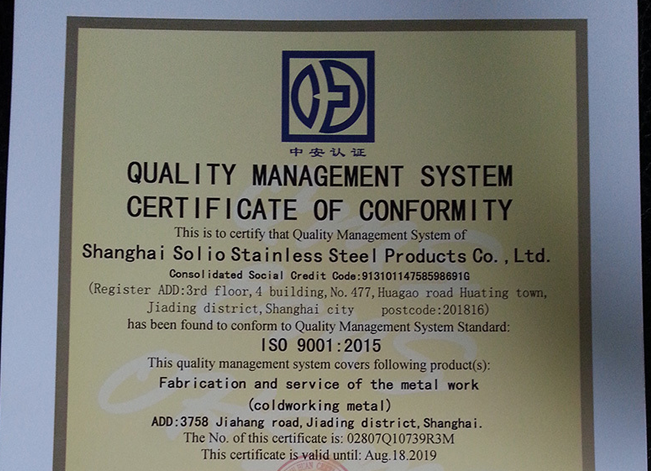 中安认证
QUALITY MANAGEMENT SYSTEM
CERTIFICATE OF CONFORMITY
This is to certify that Quality Management System of
Shanghai Solio Stainless Steel Products Co.,Ltd.
Consolidated Social Credit Code:91310114758598691G
(Register ADD:3rd floor,4 building,No.477,Huagao road Huating town,
Jiading district,Shanghai city postcode:201816)
has been found to conform to Quality Management System Standard:
ISO 9001:2015
This quality management system covers following product(s):
Fabrication and service of the metal work
(coldworking metal)
ADD:3758 Jiahang road,Jiading district,Shanghai.
The No. of this certificate is: 02807Q10739R3M
This certificate is valid until: Aug.18.2019